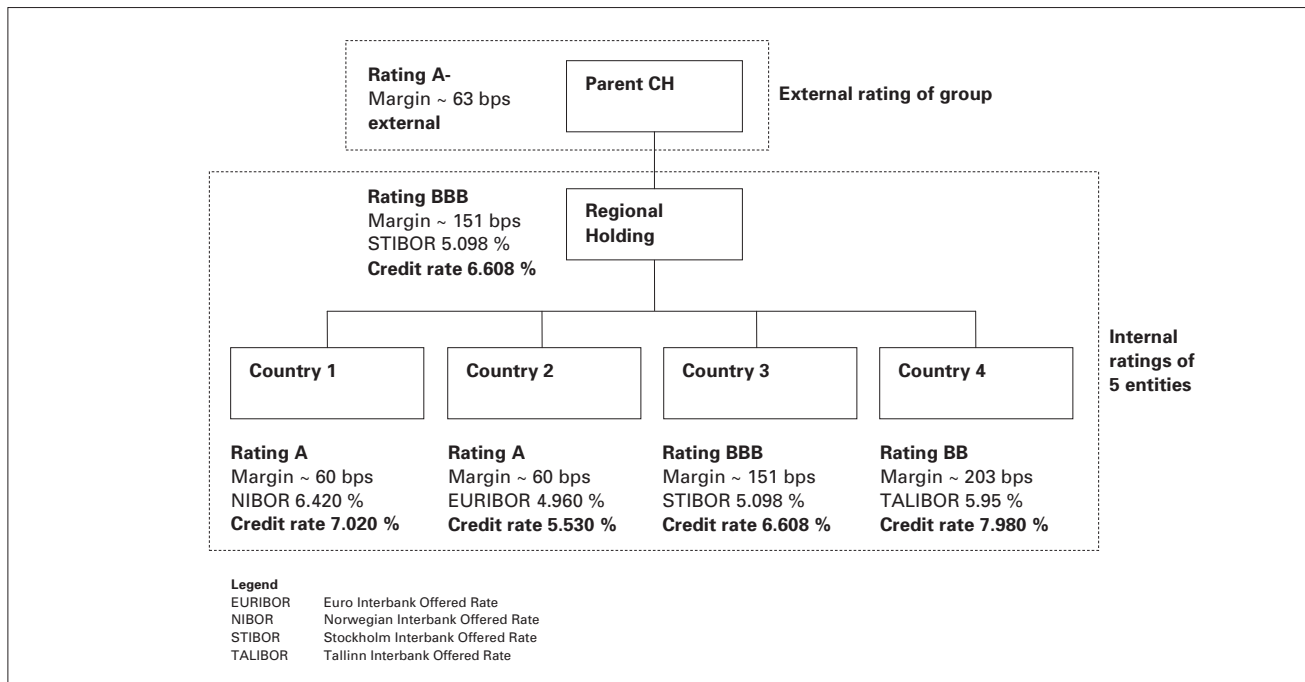 Rating A-
Margin ~ 63 bps
external
Parent CH
External rating of group
Rating BBB
Margin ~ 151 bps
STIBOR 5.098 %
Credit rate 6.608 %
Regional
Holding
Internal
ratings of
5 entities
Country 1
Country 2
Country 3
Country 4
Rating A
Margin ~ 60 bps
NIBOR 6.420 %
Credit rate 7.020 %
Rating A
Margin ~ 60 bps
EURIBOR 4.960 %
Credit rate 5.530 %
Rating BBB
Margin ~ 151 bps
STIBOR 5.098 %
Credit rate 6.608 %
Rating BB
Margin ~ 203 bps
TALIBOR 5.95 %
Credit rate 7.980 %
Legend
EURIBOR Euro Interbank Offered Rate
NIBOR Norwegian Interbank Offered Rate
STIBOR Stockholm Interbank Offered Rate
TALIBOR Tallinn Interbank Offered Rate